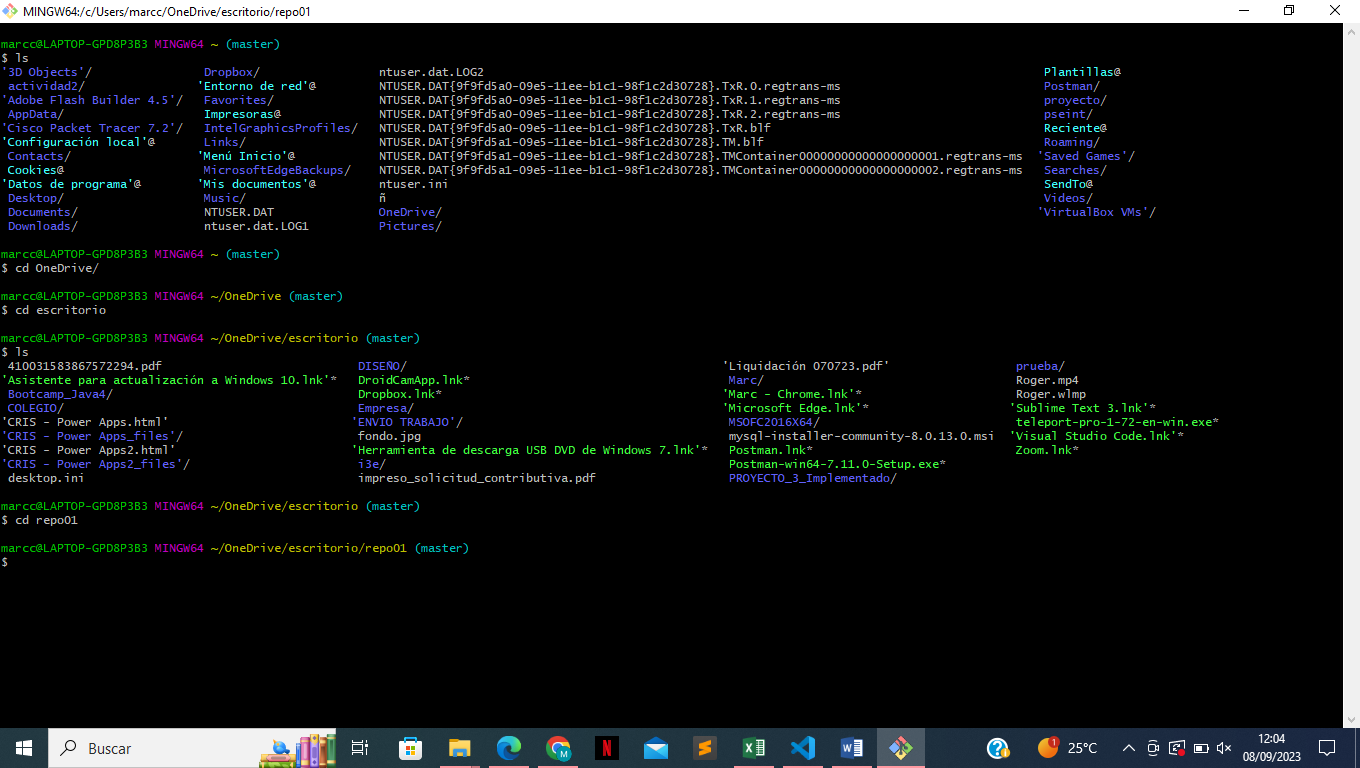 MINGW64:/c/Users/marcc/OneDrive/escritorio/repo01
marcc@LAPTOP-GPD8P3B3 MINGW64 ~ (master)
$ ls
'3D Objects'/ Dropbox/ ntuser.dat.LOG2 Plantillas@
actividad2/ 'Entorno de red'@ NTUSER.DAT{9f9fd5a0-09e5-11ee-b1c1-98f1c2d30728}.TxR.0.regtrans-ms Postman/
'Adobe Flash Builder 4.5'/ Favorites/ NTUSER.DAT{9f9fd5a0-09e5-11ee-b1c1-98f1c2d30728}.TxR.1.regtrans-ms proyecto/
AppData/ Impresoras@ NTUSER.DAT{9f9fd5a0-09e5-11ee-b1c1-98f1c2d30728}.TxR.2.regtrans-ms pseint/
'Cisco Packet Tracer 7.2'/ IntelGraphicsProfiles/ NTUSER.DAT{9f9fd5a0-09e5-11ee-b1c1-98f1c2d30728}.TxR.blf Reciente@
'Configuración local'@ Links/ NTUSER.DAT{9f9fd5a1-09e5-11ee-b1c1-98f1c2d30728}.TM.blf Roaming/
Contacts/ 'Menú Inicio'@ NTUSER.DAT{9f9fd5a1-09e5-11ee-b1c1-98f1c2d30728}.TMContainer00000000000000000001.regtrans-ms 'Saved Games'/
Cookies@ MicrosoftEdgeBackups/ NTUSER.DAT{9f9fd5a1-09e5-11ee-b1c1-98f1c2d30728}.TMContainer00000000000000000002.regtrans-ms Searches/
'Datos de programa'@ 'Mis documentos'@ ntuser.ini SendTo@
Desktop/ Music/ ñ Videos/
Documents/ NTUSER.DAT OneDrive/ 'VirtualBox VMs'/
Downloads/ ntuser.dat.LOG1 Pictures/
marcc@LAPTOP-GPD8P3B3 MINGW64 ~ (master)
$ cd OneDrive/
marcc@LAPTOP-GPD8P3B3 MINGW64 ~/OneDrive (master)
$ cd escritorio
marcc@LAPTOP-GPD8P3B3 MINGW64 ~/OneDrive/escritorio (master)
$ ls
410031583867572294.pdf DISEÑO/ 'Liquidación 070723.pdf' prueba/
'Asistente para actualización a Windows 10.lnk'* DroidCamApp.lnk* Marc/ Roger.mp4
Bootcamp_Java4/ Dropbox.lnk* 'Marc - Chrome.lnk'* Roger.wlmp
COLEGIO/ Empresa/ 'Microsoft Edge.lnk'* 'Sublime Text 3.lnk'*
'CRIS - Power Apps.html' 'ENVIO TRABAJO'/ MSOFC2016X64/ teleport-pro-1-72-en-win.exe*
'CRIS - Power Apps_files'/ fondo.jpg mysql-installer-community-8.0.13.0.msi 'Visual Studio Code.lnk'*
'CRIS - Power Apps2.html' 'Herramienta de descarga USB DVD de Windows 7.lnk'* Postman.lnk* Zoom.lnk*
'CRIS - Power Apps2_files'/ i3e/ Postman-win64-7.11.0-Setup.exe*
desktop.ini impreso_solicitud_contributiva.pdf PROYECTO_3_Implementado/
marcc@LAPTOP-GPD8P3B3 MINGW64 ~/OneDrive/escritorio (master)
$ cd repo01
marcc@LAPTOP-GPD8P3B3 MINGW64 ~/OneDrive/escritorio/repo01 (master)
$
Buscar
1
25°C
12:04
08/09/2023